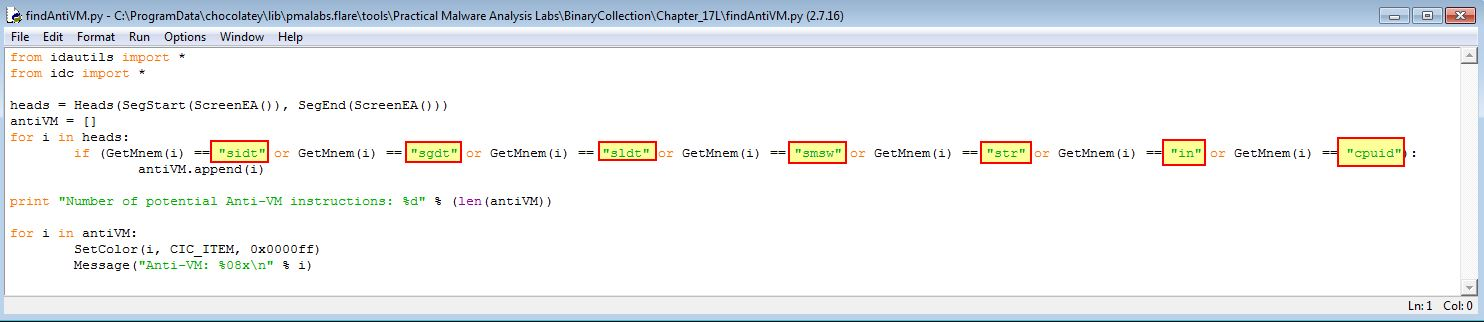 findAntiVM.py - C:\ProgramData\chocolatey\lib\pmalabs.flare\tools\Practical Malware Analysis Labs\BinaryCollection\Chapter_17L\findAntiVM.py (2.7.16)
File Edit Format Run Options Window Help
from idautils import *
from idc import *
heads = Heads(SegStart(ScreenEA()), SegEnd(ScreenEA()))
antiVM = []
for i in heads:
if (GetMnem(i) == "sidt" or GetMnem(i) == "sgdt" or GetMnem(i) == "sldt" or GetMnem(i) == "smsw" or GetMnem(i) == "str" or GetMnem(i) == "in" or GetMnem(i) == "cpuid"):
antiVM.append(i)
print "Number of potential Anti-VM instructions: %d" % (len(antiVM))
for i in antiVM:
SetColor(i, CIC_ITEM, 0x0000ff)
Message("Anti-VM: %08x\n" % i)
Ln: 1 Col: 0